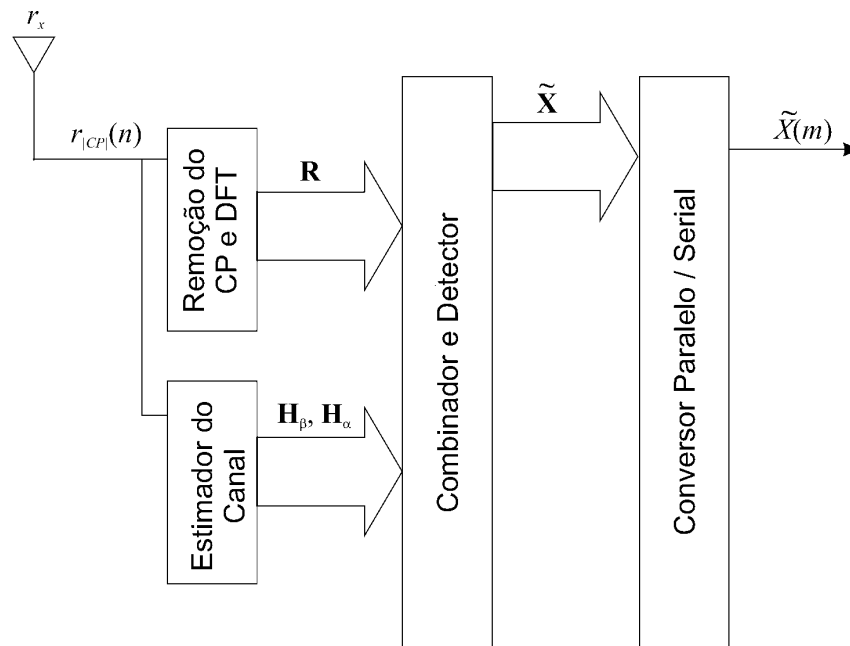 r_x
r_{|CP|}(n)
Remoção do
CP e DFT
R
Estimador do
Canal
H_β, H_α
Combinador e Detector
X̃
Conversor Paralelo / Serial
X̃(m)